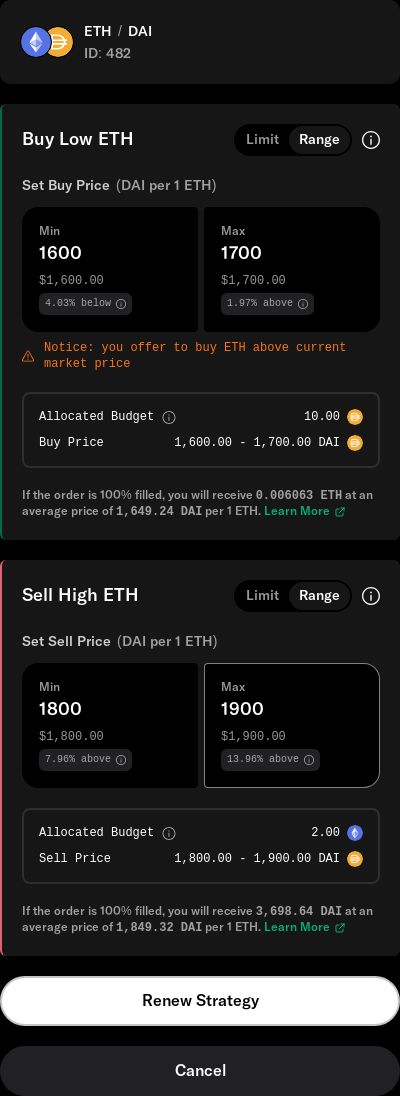 ETH / DAI
ID: 482
Buy Low ETH
Limit Range
Set Buy Price (DAI per 1 ETH)
Min Max
1600 1700
$1,600.00 $1,700.00
4.03% below 1.97% above
Notice: you offer to buy ETH above current
market price
Allocated Budget 10.00
Buy Price 1,600.00 - 1,700.00 DAI
If the order is 100% filled, you will receive 0.006063 ETH at an
average price of 1,649.24 DAI per 1 ETH. Learn More
Sell High ETH
Limit Range
Set Sell Price (DAI per 1 ETH)
Min Max
1800 1900
$1,800.00 $1,900.00
7.96% above 13.96% above
Allocated Budget 2.00
Sell Price 1,800.00 - 1,900.00 DAI
If the order is 100% filled, you will receive 3,698.64 DAI at an
average price of 1,849.32 DAI per 1 ETH. Learn More
Renew Strategy
Cancel